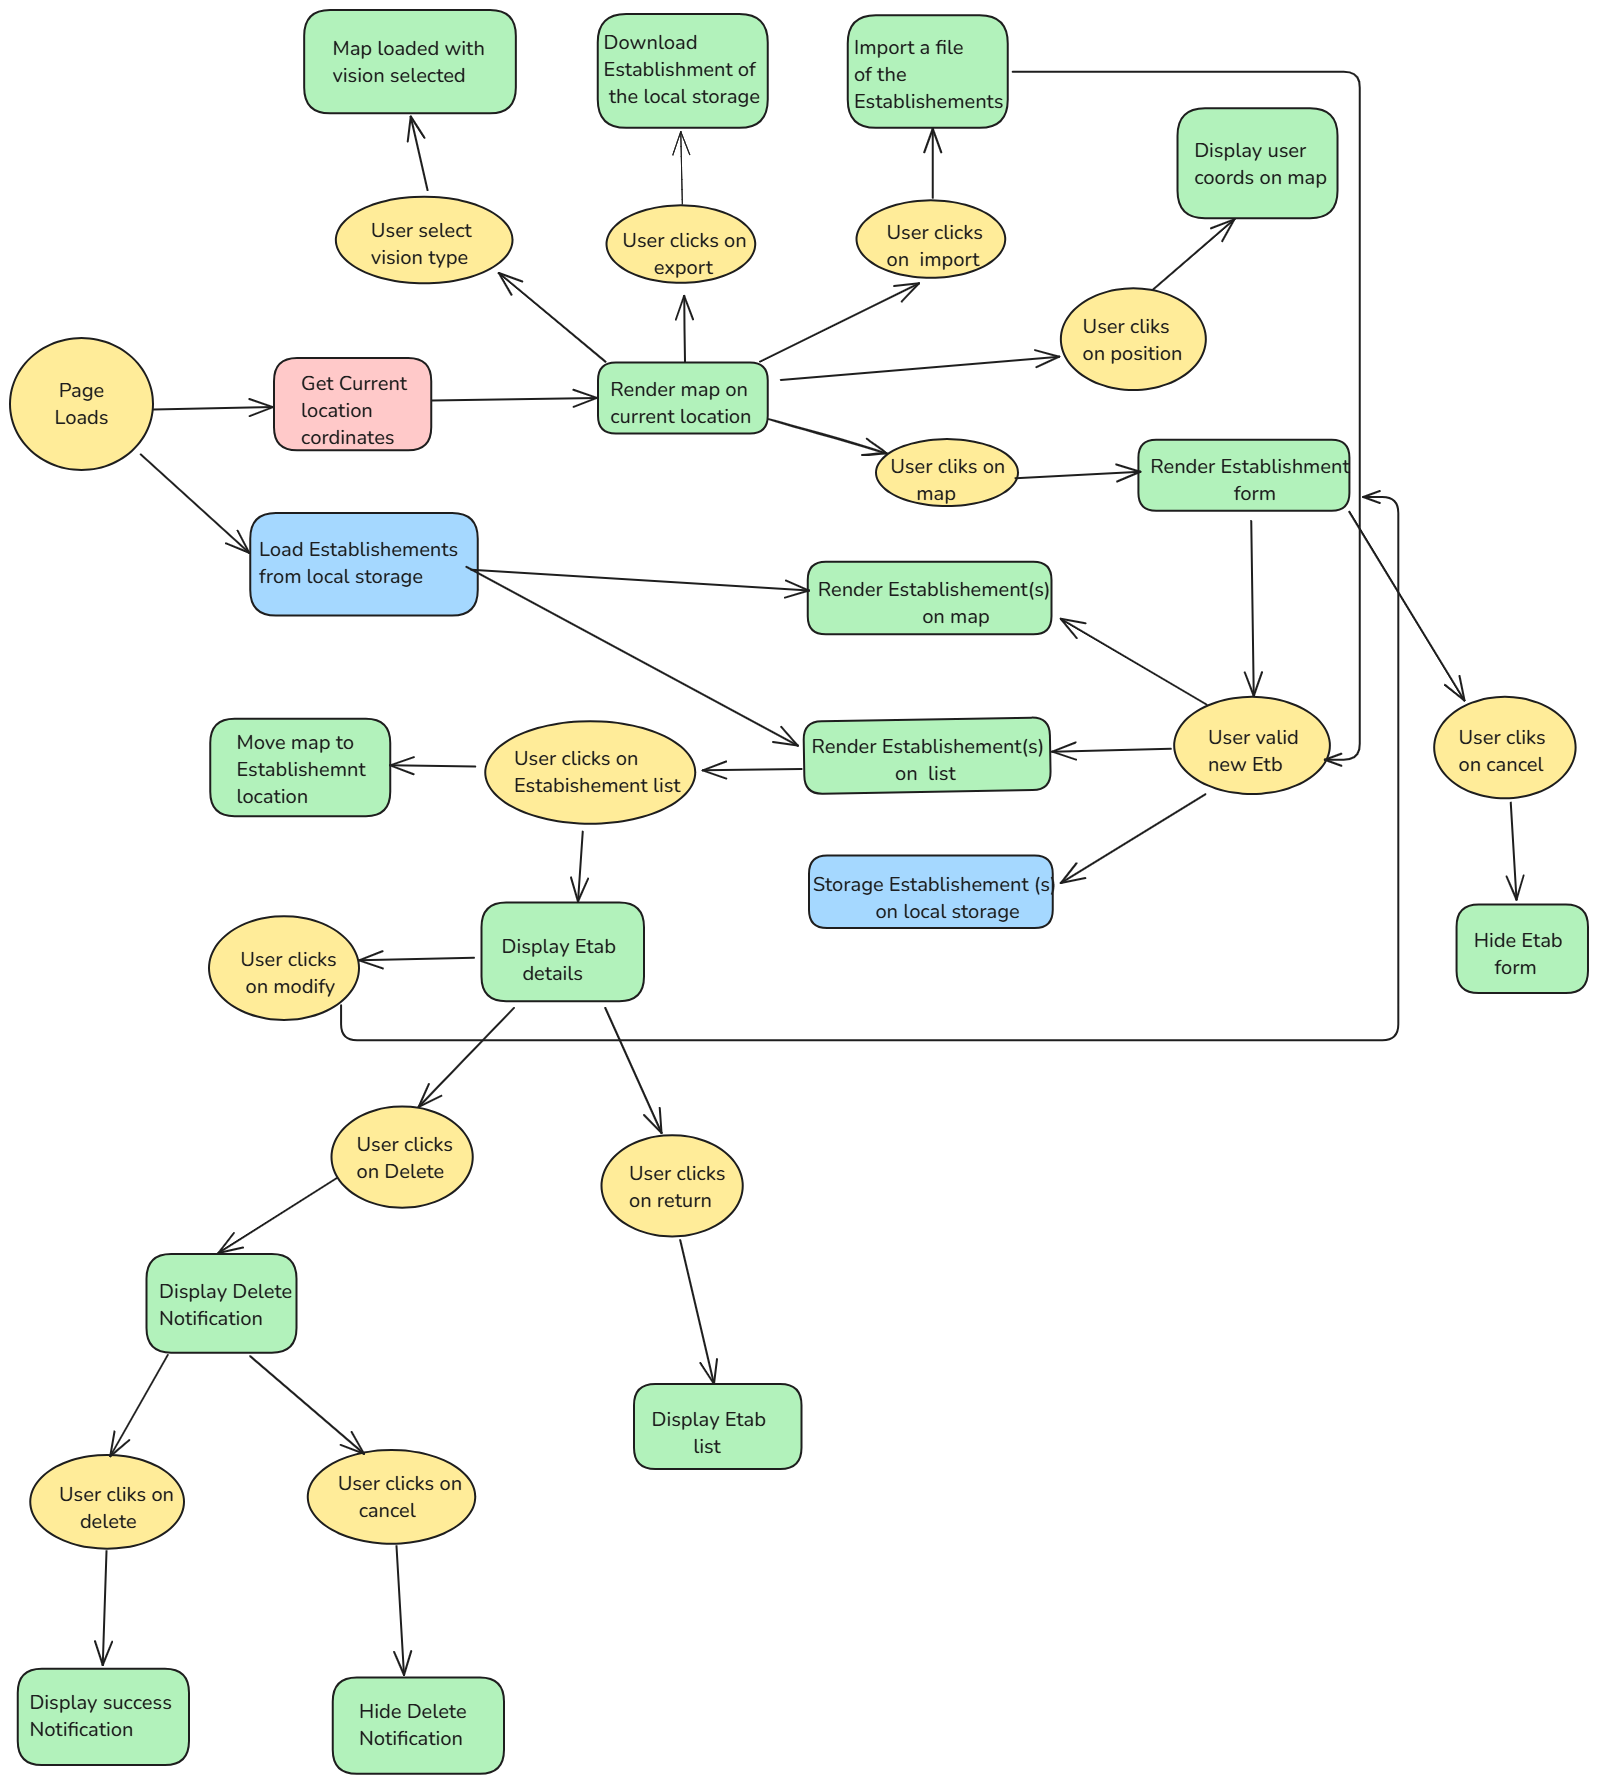 Map loaded with
vision selected
Download
Establishment of
the local storage
Import a file
of the
Establishements
Display user
coords on map
User select
vision type
User clicks on
export
User clicks
on  import
User cliks
on position
Page
Loads
Get Current
location
cordinates
Render map on
current location
User cliks on
map
Render Establishment
form
Load Establishements
from local storage
Render Establishement(s)
on map
Move map to
Establishemnt
location
User clicks on
Estabishement list
Render Establishement(s)
on  list
User valid
new Etb
User cliks
on cancel
Storage Establishement (s)
on local storage
User clicks
on modify
Display Etab
details
Hide Etab
form
User clicks
on Delete
User clicks
on return
Display Delete
Notification
Display Etab
list
User cliks on
delete
User clicks on
cancel
Display success
Notification
Hide Delete
Notification